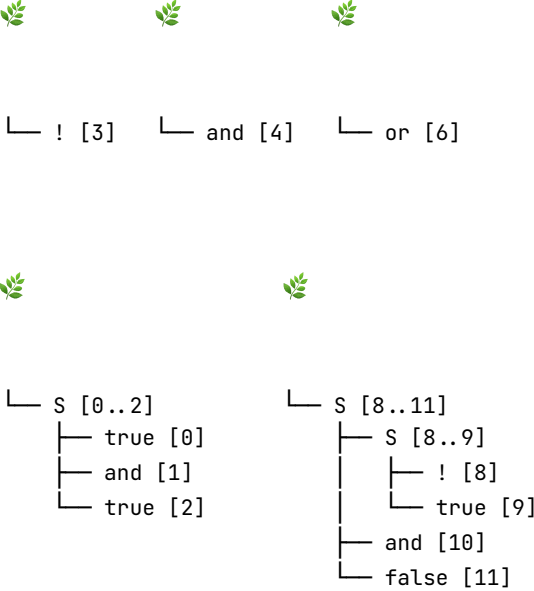 🌿 🌿 🌿
└── ! [3] └── and [4] └── or [6]
🌿 🌿
└── S [0..2] └── S [8..11]
├── true [0] ├── S [8..9]
├── and [1] │ ├── ! [8]
└── true [2] │ └── true [9]
├── and [10]
└── false [11]